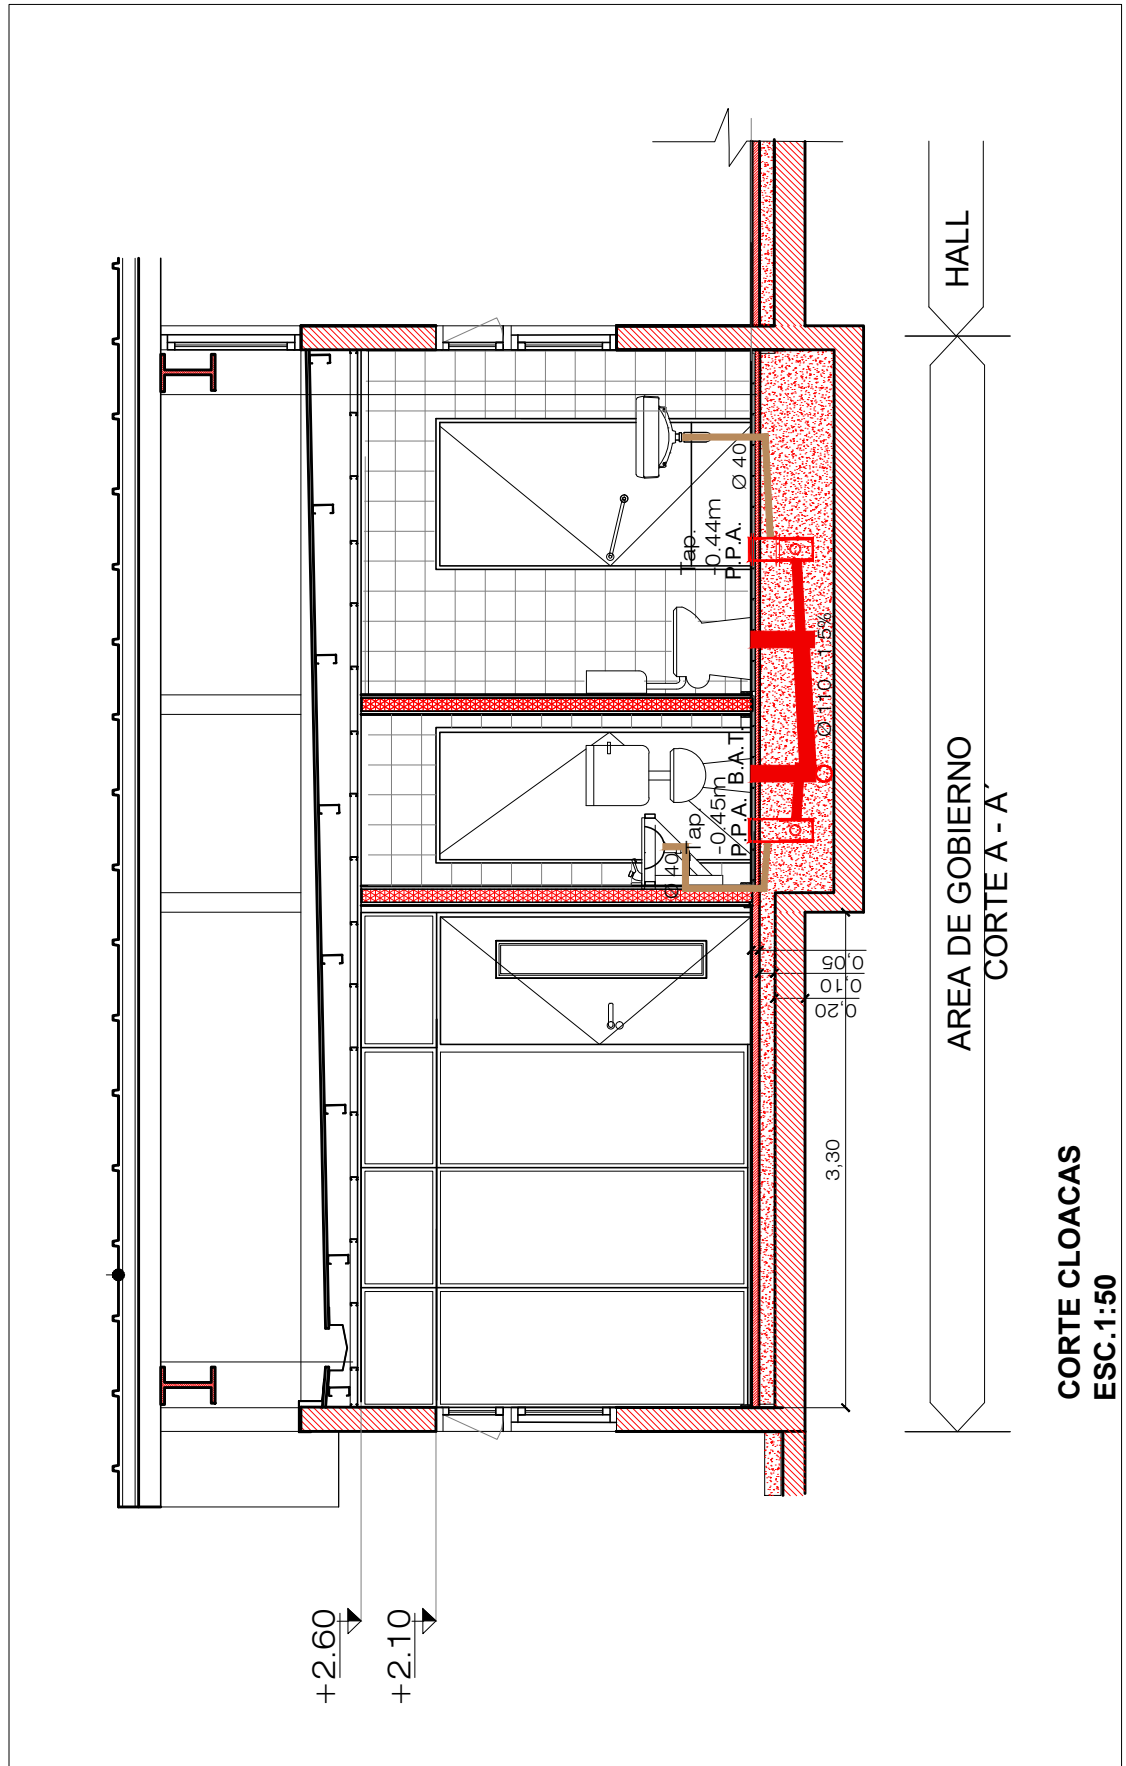 +2.60
+2.10
Ø 40
Tap.
-0.45m
P.P.A. B.A.T.
Tap.
-0.44m
P.P.A.
Ø 40
Ø 110 - 1.5%
0,05
0,10
0,20
3,30
AREA DE GOBIERNO
CORTE A - A´
HALL
CORTE CLOACAS
ESC.1:50